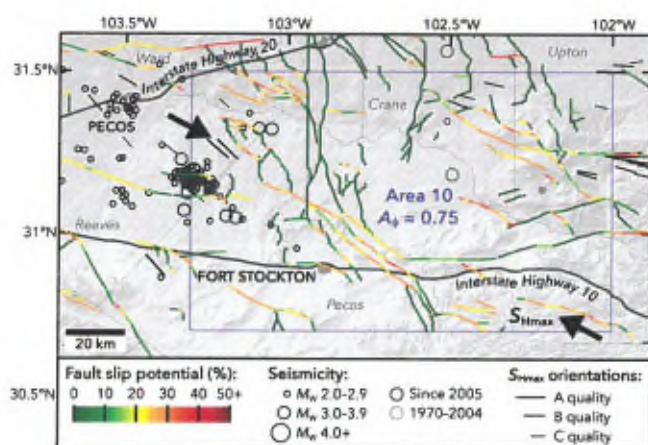 103.5°W
103°W
102.5°W
102°W
31.5°N
31°N
30.5°N
Ward
Interstate Highway 20
Upton
Crane
PECOS
Area 10
Aϕ = 0.75
Reeves
FORT STOCKTON
Interstate Highway 10
Pecos
SHmax
20 km
Fault slip potential (%):
0 10 20 30 40 50+
Seismicity:
Mw 2.0-2.9
Mw 3.0-3.9
Mw 4.0+
Since 2005
1970-2004
SHmax orientations:
A quality
B quality
C quality